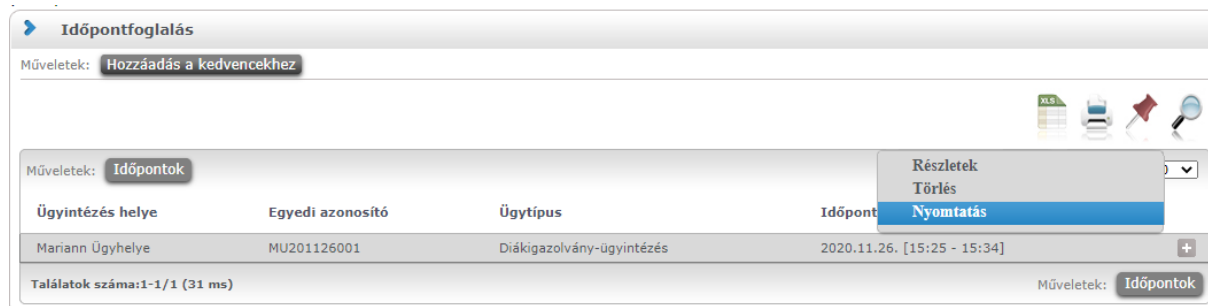 Időpontfoglalás
Műveletek: Hozzáadás a kedvencekhez
XLS
Műveletek: Időpontok
Részletek
Törlés
Nyomtatás
Ügyintézés helye Egyedi azonosító Ügytípus Időpont
Mariann Ügyhelye MU201126001 Diákigazolvány-ügyintézés 2020.11.26. [15:25 - 15:34]
Találatok száma:1-1/1 (31 ms) Műveletek: Időpontok